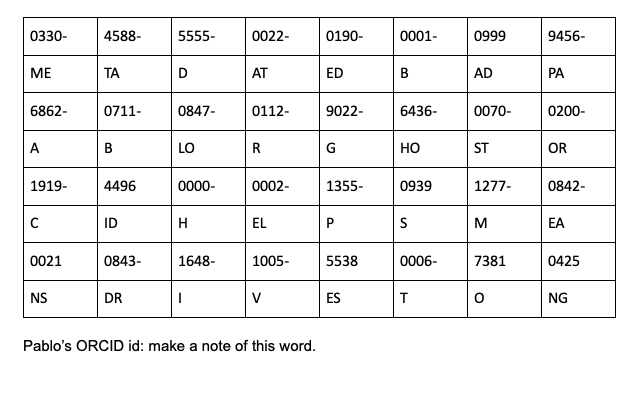 0330- 4588- 5555- 0022- 0190- 0001- 0999 9456-
ME TA D AT ED B AD PA
6862- 0711- 0847- 0112- 9022- 6436- 0070- 0200-
A B LO R G HO ST OR
1919- 4496 0000- 0002- 1355- 0939 1277- 0842-
C ID H EL P S M EA
0021 0843- 1648- 1005- 5538 0006- 7381 0425
NS DR I V ES T O NG
Pablo’s ORCID id: make a note of this word.